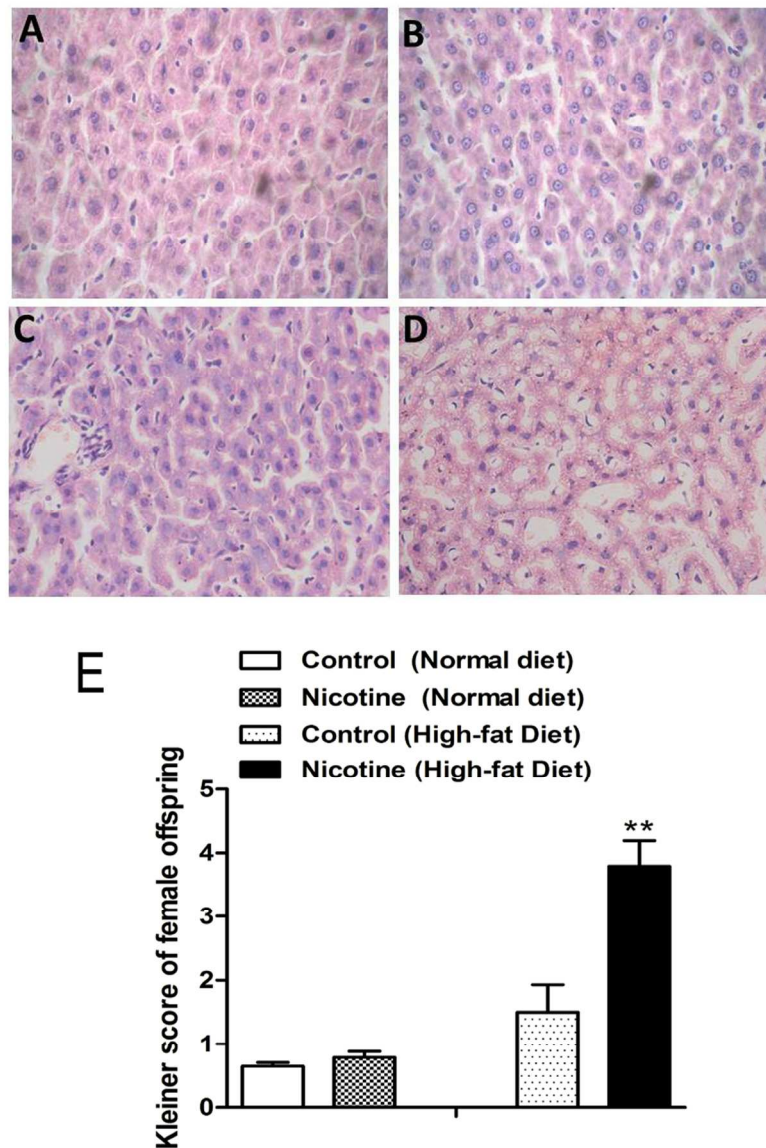 A
B
C
D
E
Control (Normal diet)
Nicotine (Normal diet)
Control (High-fat Diet)
Nicotine (High-fat Diet)
Kleiner score of female offspring
5
4
3
2
1
0
**